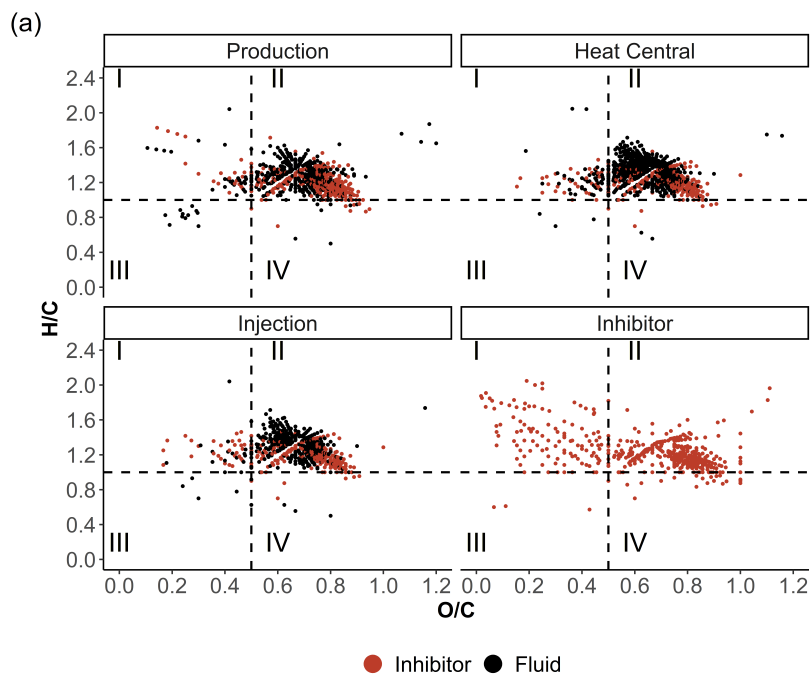 (a)
Production Heat Central
I II I II
2.4
2.0
1.6
1.2
0.8
0.4
0.0
III IV III IV
H/C
Injection Inhibitor
I II I II
2.4
2.0
1.6
1.2
0.8
0.4
0.0
III IV III IV
0.0 0.2 0.4 0.6 0.8 1.0 1.2 0.0 0.2 0.4 0.6 0.8 1.0 1.2
O/C
Inhibitor Fluid